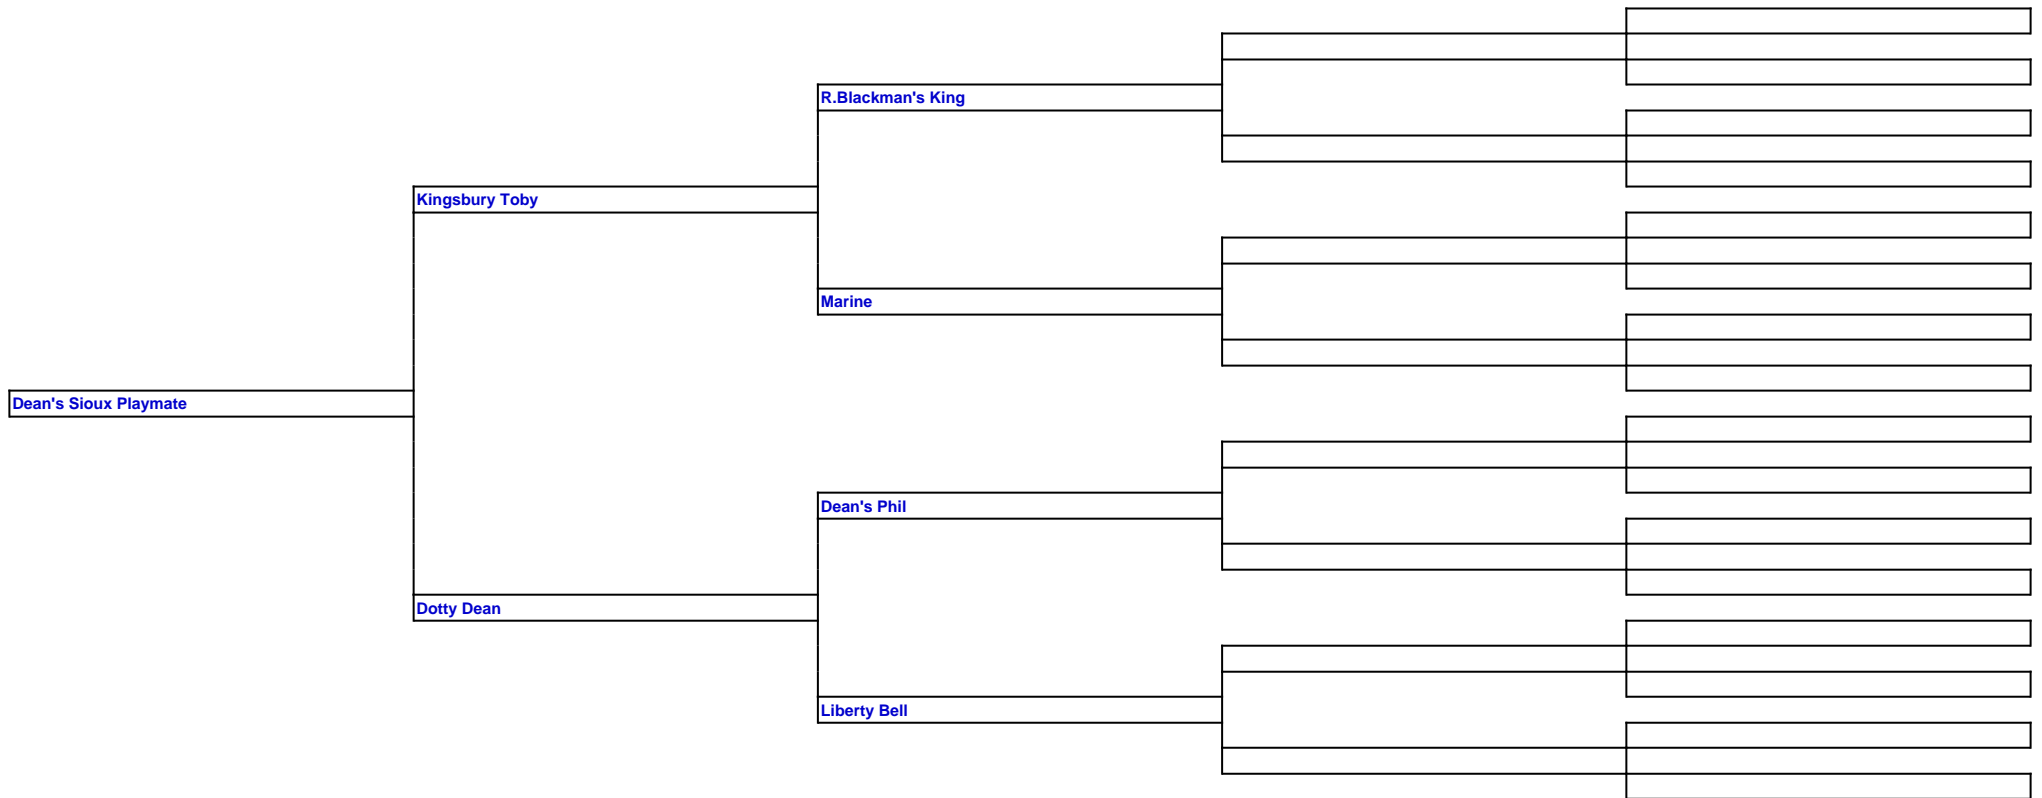 R.Blackman's King
Kingsbury Toby
Marine
Dean's Sioux Playmate
Dean's Phil
Dotty Dean
Liberty Bell